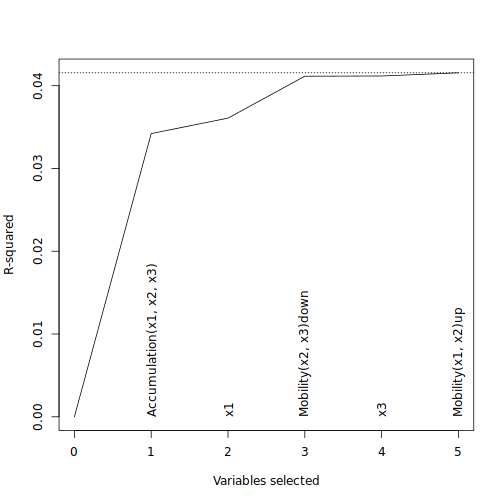 R-squared
0.04
0.03
0.02
0.01
0.00
Accumulation(x1, x2, x3)
x1
Mobility(x2, x3)down
x3
Mobility(x1, x2)up
0 1 2 3 4 5
Variables selected